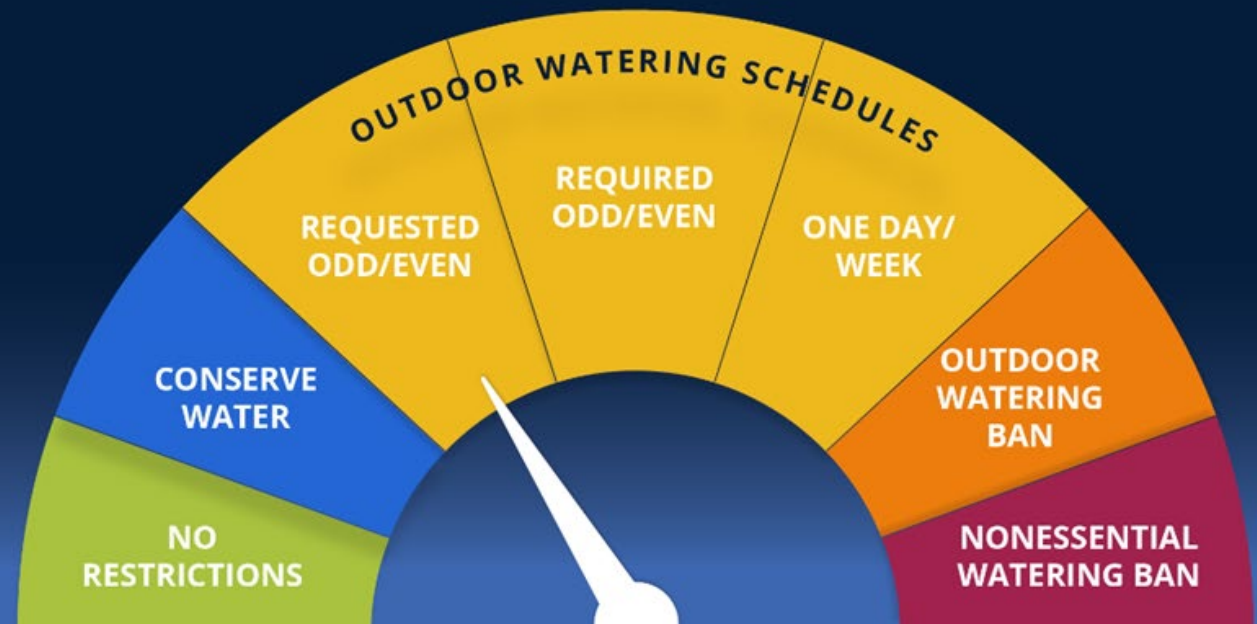 OUTDOOR WATERING SCHEDULES
REQUIRED
ODD/EVEN
REQUESTED
ODD/EVEN
ONE DAY/
WEEK
CONSERVE
WATER
OUTDOOR
WATERING
BAN
NO
RESTRICTIONS
NONESSENTIAL
WATERING BAN